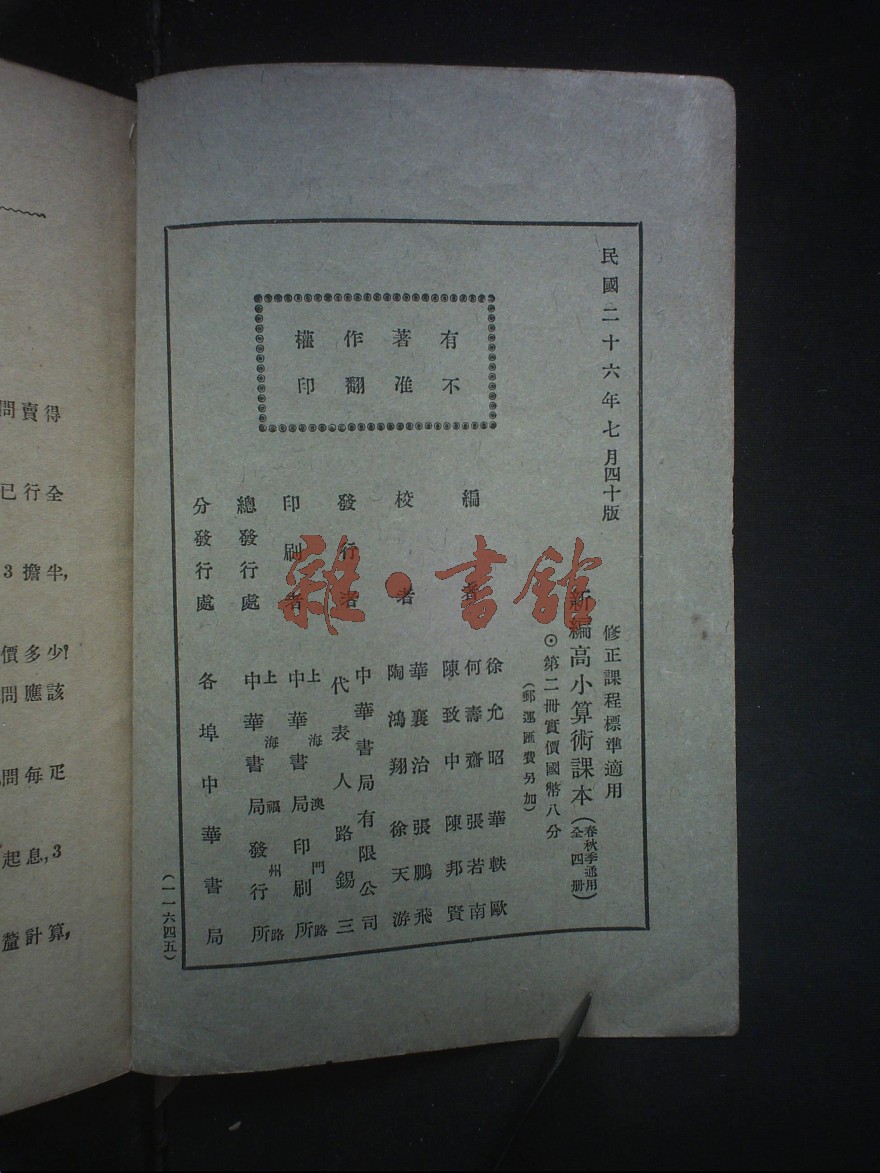 民國二十六年七月四十版
修正課程標準適用
新編高小算術課本(春秋季通用 全四册)
⊙第二冊實價國幣八分
(郵運匯費另加)
有著作權
不准翻印
編者
徐允昭 華軼歐
何壽齋 張若南
陳致中 陳邦賢
校者
華襄治 張鵬飛
陶鴻翔 徐天游
發行者
中華書局有限公司
代表人 路錫三
印刷者
上海澳門路
中華書局印刷所
總發行處
上海福州路
中華書局發行所
分發行處
各埠中華書局
(一一六四五)
雜·書館
問賣得
已行全
3擔半,
價多少!
問應該
問每疋
起息,3
釐計算,